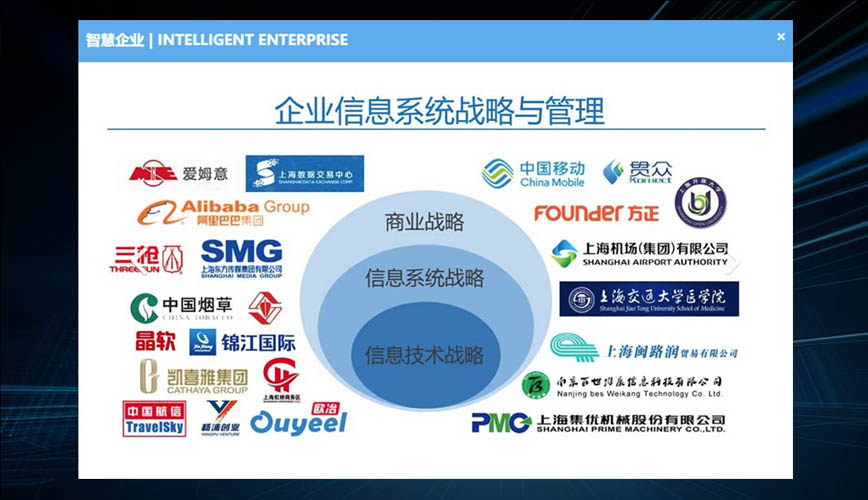 智慧企业 | INTELLIGENT ENTERPRISE
×
企业信息系统战略与管理
爱姆意
上海数据交易中心
SHANGHAI DATA EXCHANGE CORP.
Alibaba Group
阿里巴巴集团
三枪
THREEGUN
SMG
上海东方传媒集团有限公司
SHANGHAI MEDIA GROUP
中国烟草
CHINA TOBACCO
晶软
锦江国际
凯喜雅集团
CATHAYA GROUP
上海虹桥商务区
中国航信
TravelSky
杨浦创业
YANGPU VENTURE
欧冶
Ouyeel
商业战略
信息系统战略
信息技术战略
中国移动
China Mobile
贯众
Komect
FOUNDER 方正
上海机场(集团)有限公司
SHANGHAI AIRPORT AUTHORITY
上海交通大学医学院
Shanghai Jiao Tong University School of Medicine
上海闽路润贸易有限公司
南京百世维康信息科技有限公司
Nanjing bes Weikang Technology Co. Ltd.
PMC
上海集优机械股份有限公司
SHANGHAI PRIME MACHINERY CO.,LTD.